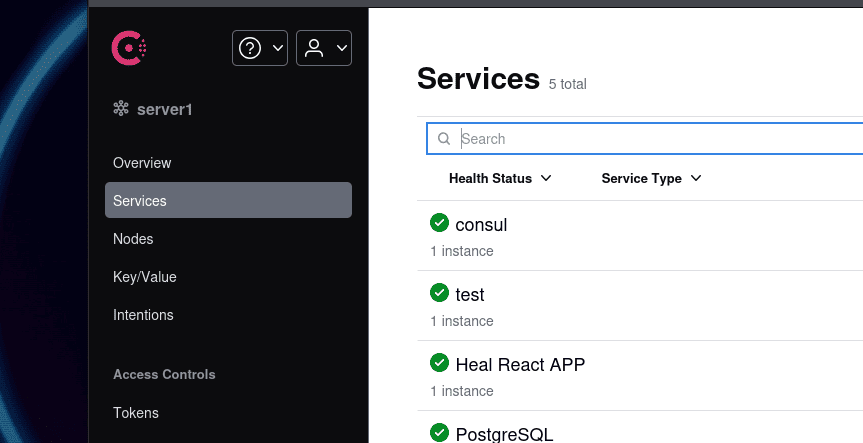 server1
Overview
Services
Nodes
Key/Value
Intentions
Access Controls
Tokens
Services 5 total
Search
Health Status Service Type
consul
1 instance
test
1 instance
Heal React APP
1 instance
PostgreSQL